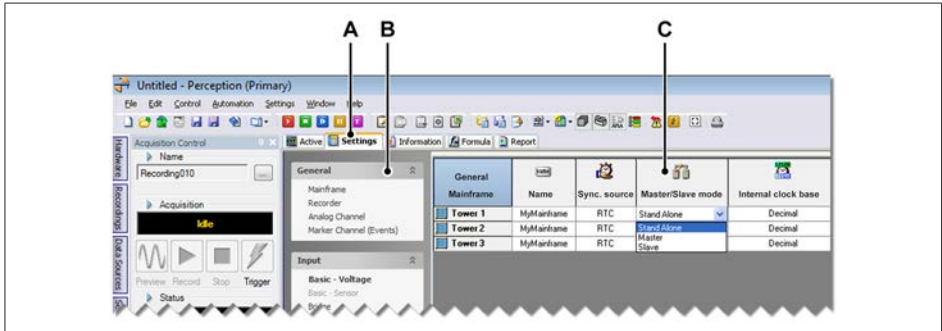 A B C
Untitled - Perception (Primary)
File Edit Control Automation Settings Window Help
Hardware
Recordings
Data Sources
Acquisition Control
Name
Recording010
...
Acquisition
Idle
Preview Record Stop Trigger
Status
Active Settings Information Formula Report
General
Mainframe
Recorder
Analog Channel
Marker Channel (Events)
Input
Basic - Voltage
Basic - Sensor
Bridge
General Mainframe Name Sync. source Master/Slave mode Internal clock base
Tower 1 MyMainframe RTC Stand Alone Decimal
Tower 2 MyMainframe RTC Stand Alone Decimal
Master
Tower 3 MyMainframe RTC Slave Decimal